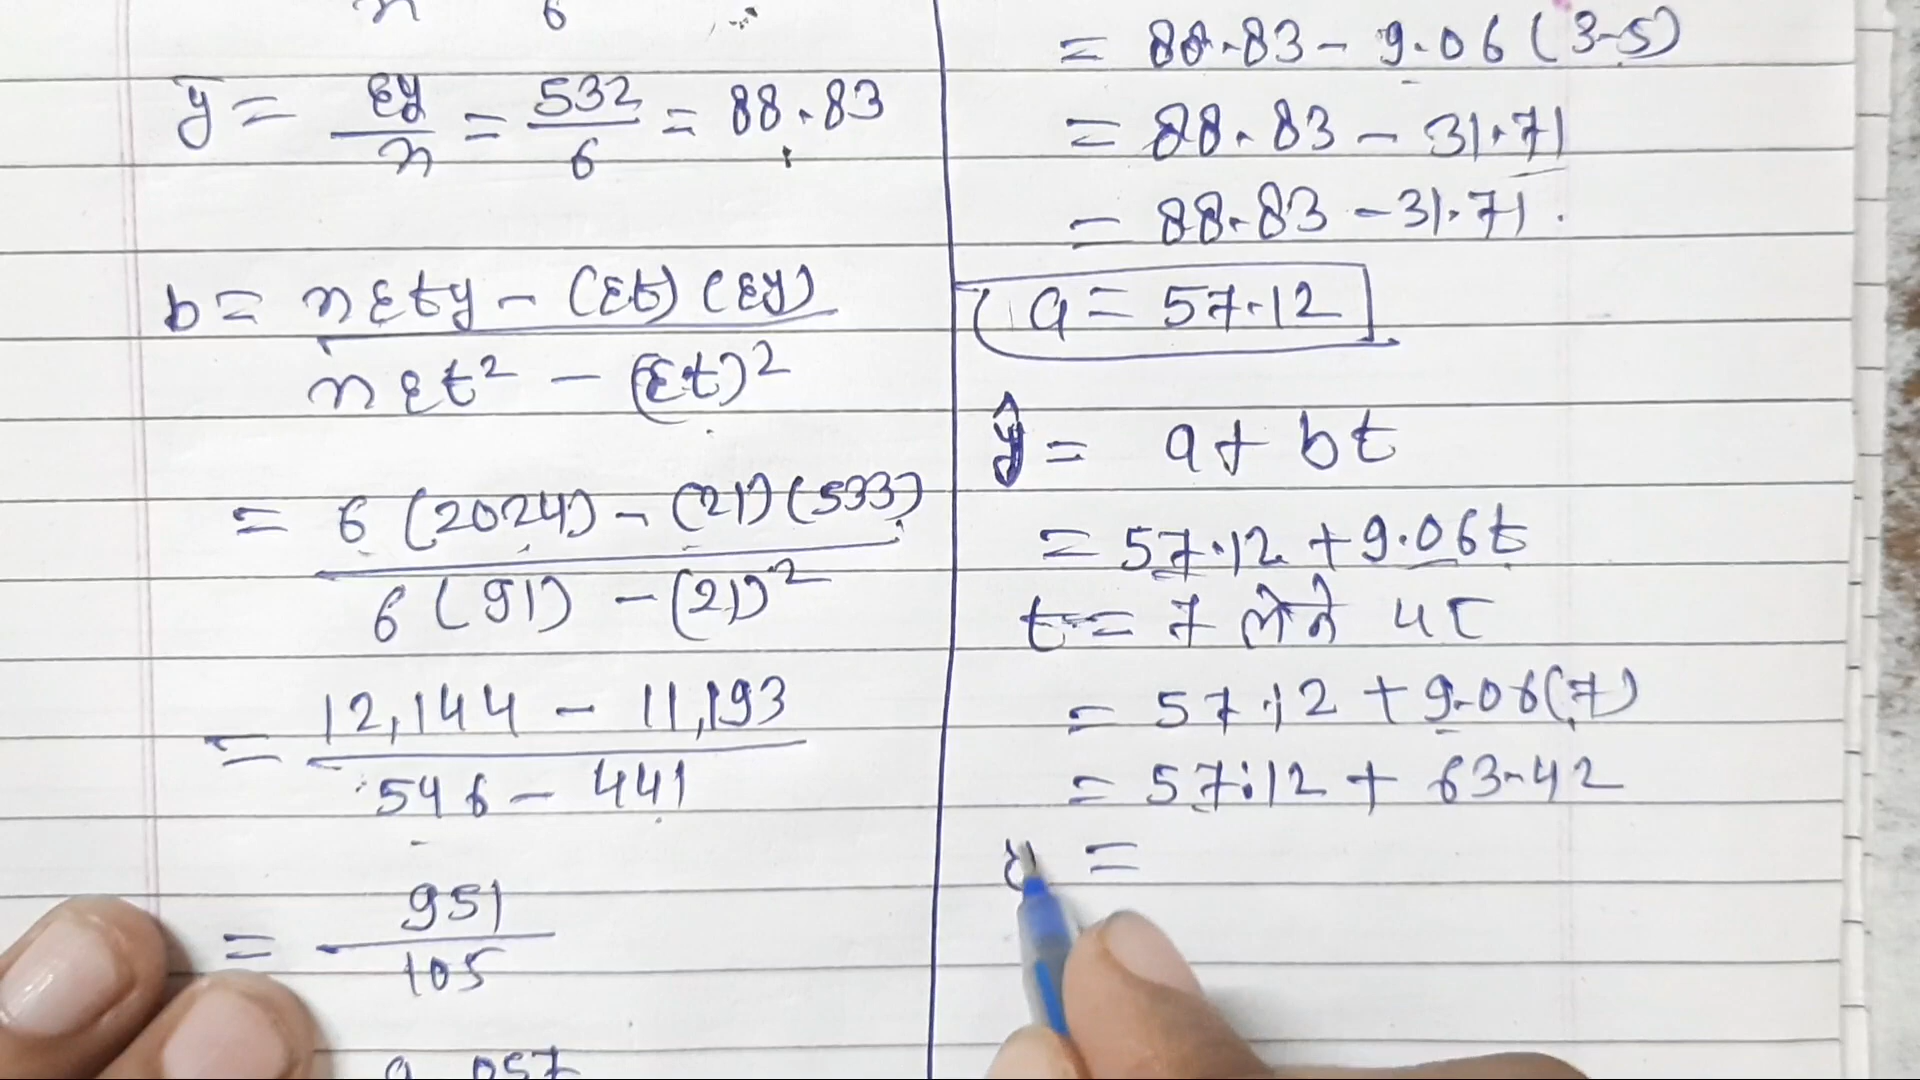 n 6
ȳ = Σy/n = 532/6 = 88.83
b = nΣty - (Σt)(Σy) / nΣt² - (Σt)²
= 6(2024) - (21)(533) / 6(91) - (21)²
= 12,144 - 11,193 / 546 - 441
= 951/105
9.057
= 88.83 - 9.06(3.5)
= 88.83 - 31.71
= 88.83 - 31.71.
a = 57.12
ŷ = a + bt
= 57.12 + 9.06t
t = 7 लेने पर
= 57.12 + 9.06(7)
= 57.12 + 63.42
y =